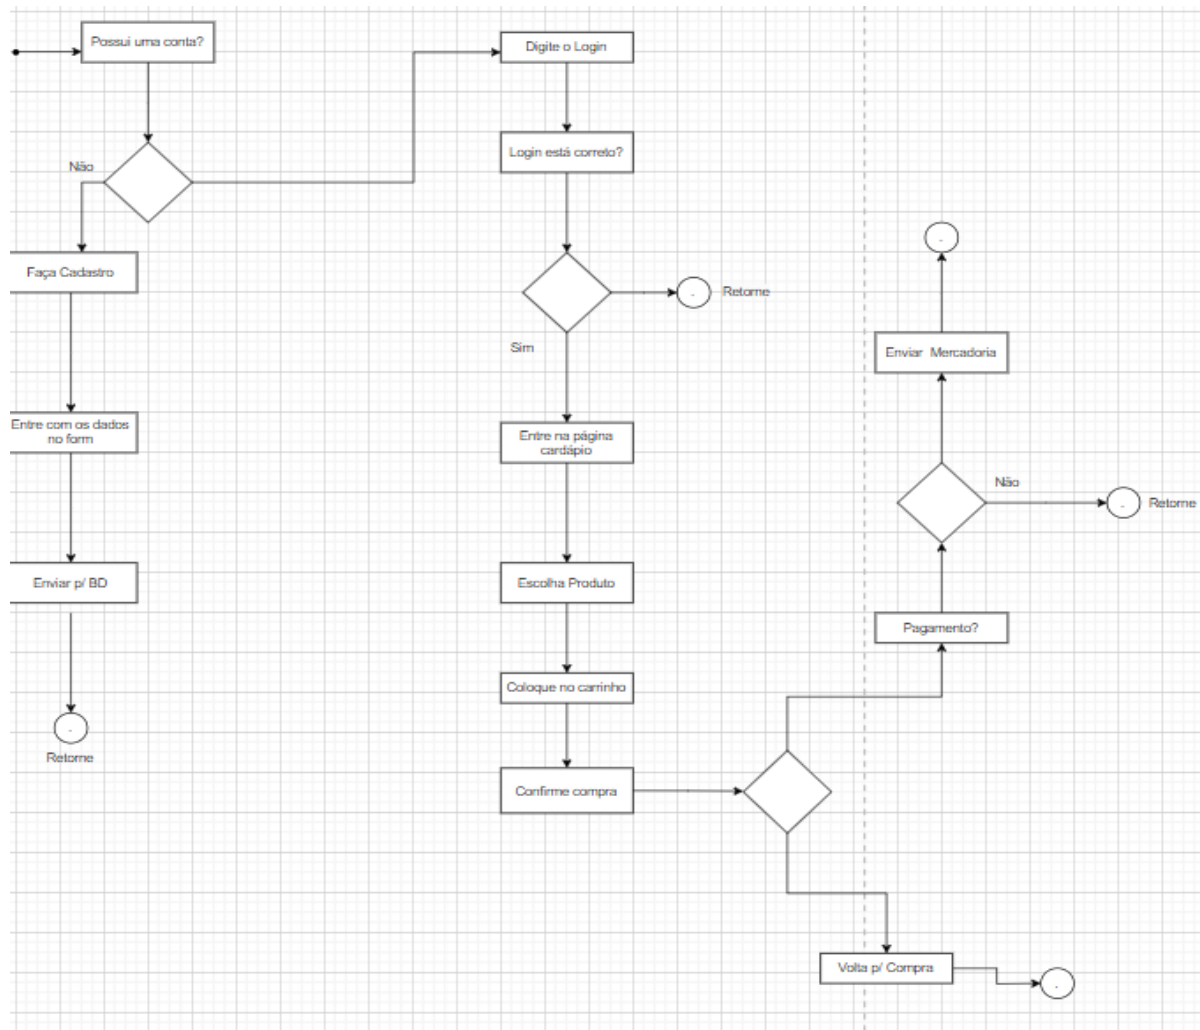 Possui uma conta?
Não
Faça Cadastro
Entre com os dados
no form
Enviar p/ BD
Retorne
Digite o Login
Login está correto?
Retorne
Sim
Entre na página
cardápio
Escolha Produto
Coloque no carrinho
Confirme compra
Enviar Mercadoria
Não
Retorne
Pagamento?
Volta p/ Compra